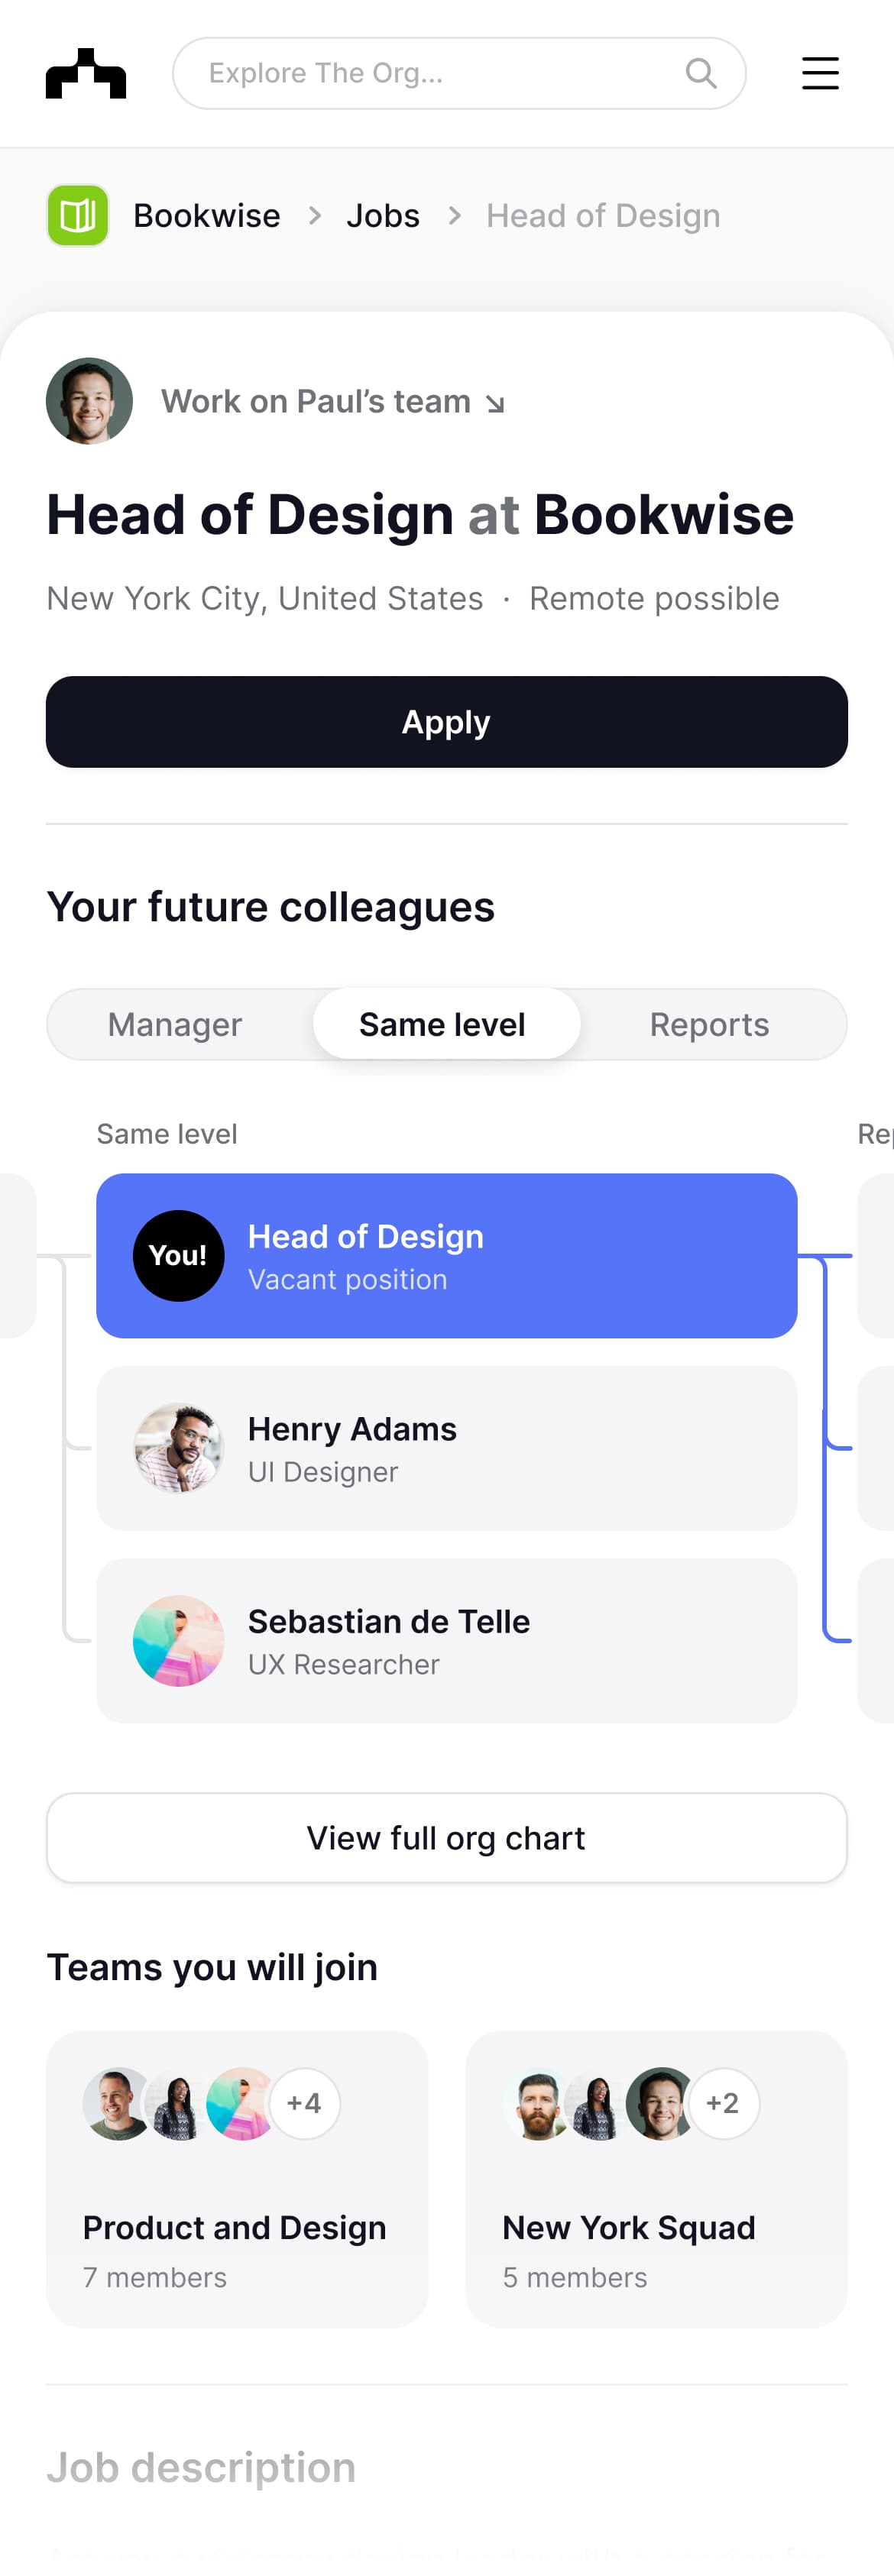 Explore The Org...
Bookwise > Jobs > Head of Design
Work on Paul’s team ↘
Head of Design at Bookwise
New York City, United States · Remote possible
Apply
Your future colleagues
Manager Same level Reports
Same level
You!
Head of Design
Vacant position
Henry Adams
UI Designer
Sebastian de Telle
UX Researcher
View full org chart
Teams you will join
+4
Product and Design
7 members
+2
New York Squad
5 members
Job description